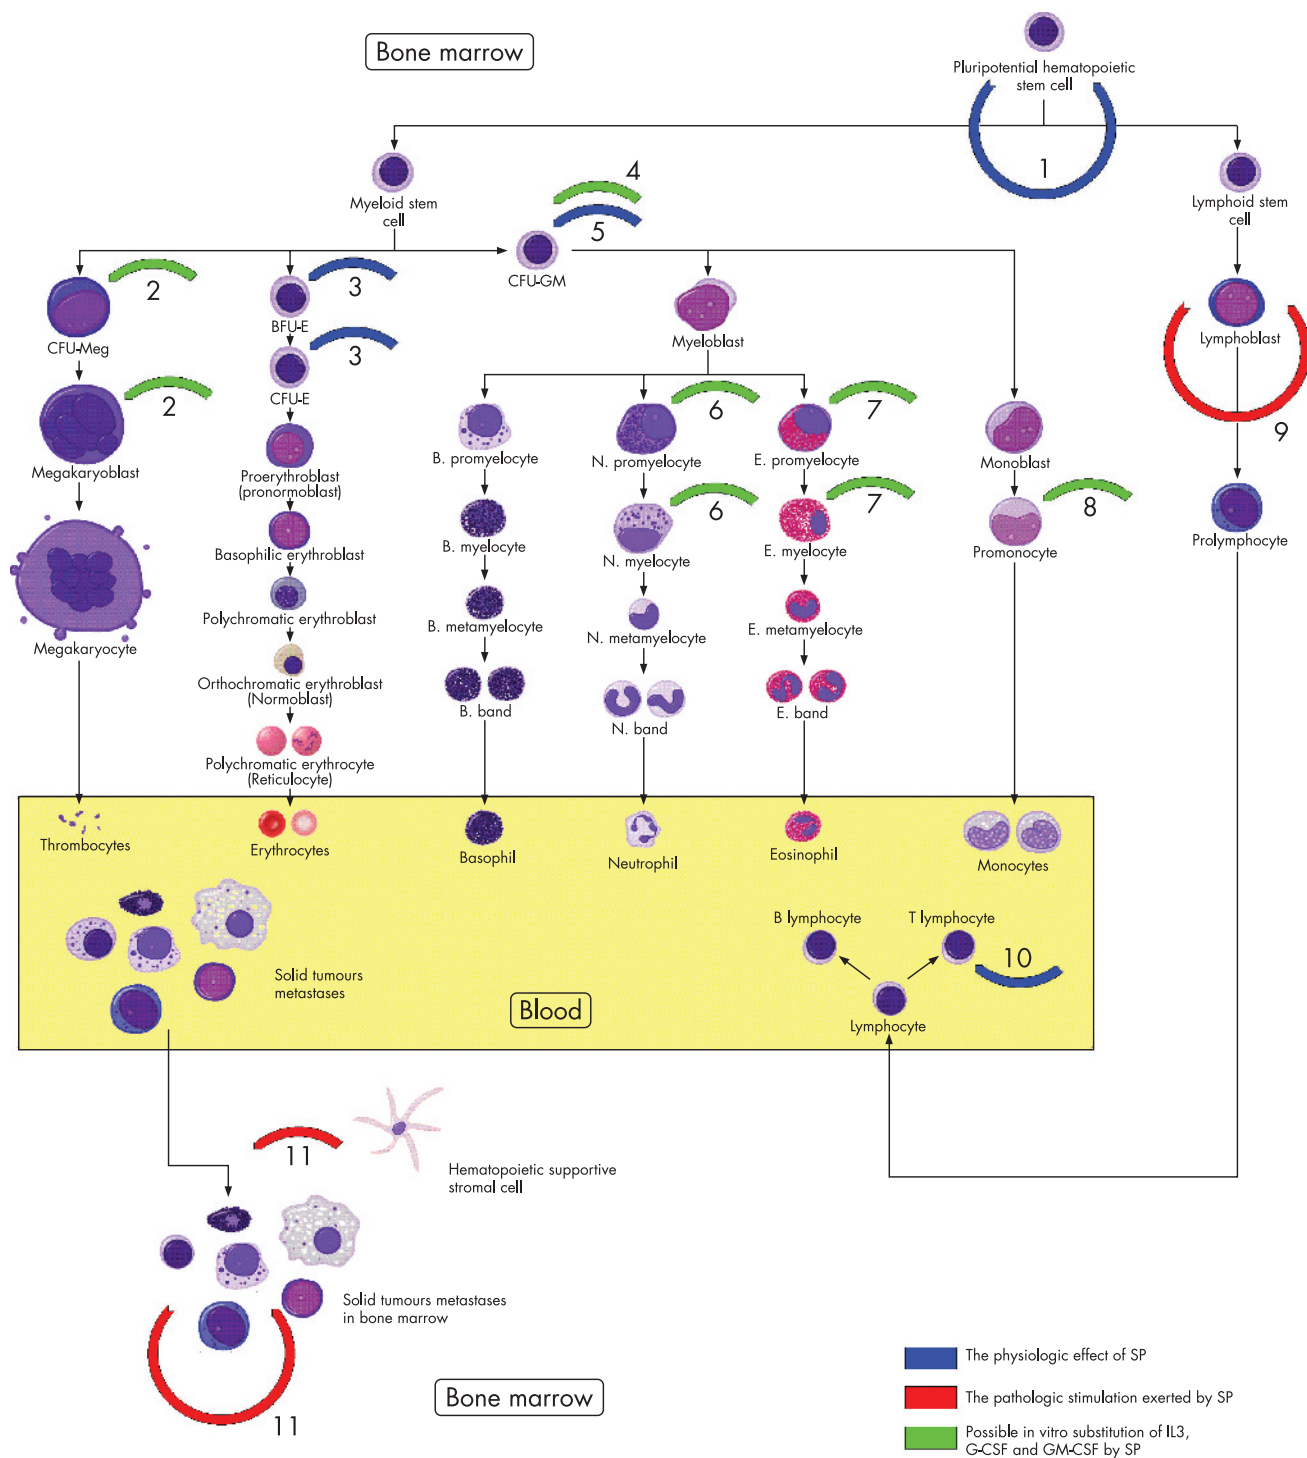 Bone marrow
Pluripotential hematopoietic
stem cell
1
Myeloid stem
cell
4
5
Lymphoid stem
cell
CFU-GM
2
3
CFU-Meg
BFU-E
3
Myeloblast
Lymphoblast
2
CFU-E
6
7
9
Megakaryoblast
Proerythroblast
(pronormoblast)
B. promyelocyte
N. promyelocyte
E. promyelocyte
Monoblast
6
7
8
Basophilic erythroblast
B. myelocyte
N. myelocyte
E. myelocyte
Promonocyte
Prolymphocyte
Polychromatic erythroblast
B. metamyelocyte
N. metamyelocyte
E. metamyelocyte
Megakaryocyte
Orthochromatic erythroblast
(Normoblast)
B. band
N. band
E. band
Polychromatic erythrocyte
(Reticulocyte)
Thrombocytes
Erythrocytes
Basophil
Neutrophil
Eosinophil
Monocytes
B lymphocyte
T lymphocyte
10
Solid tumours
metastases
Blood
Lymphocyte
11
Hematopoietic supportive
stromal cell
Solid tumours metastases
in bone marrow
11
Bone marrow
The physiologic effect of SP
The pathologic stimulation exerted by SP
Possible in vitro substitution of IL3,
G-CSF and GM-CSF by SP